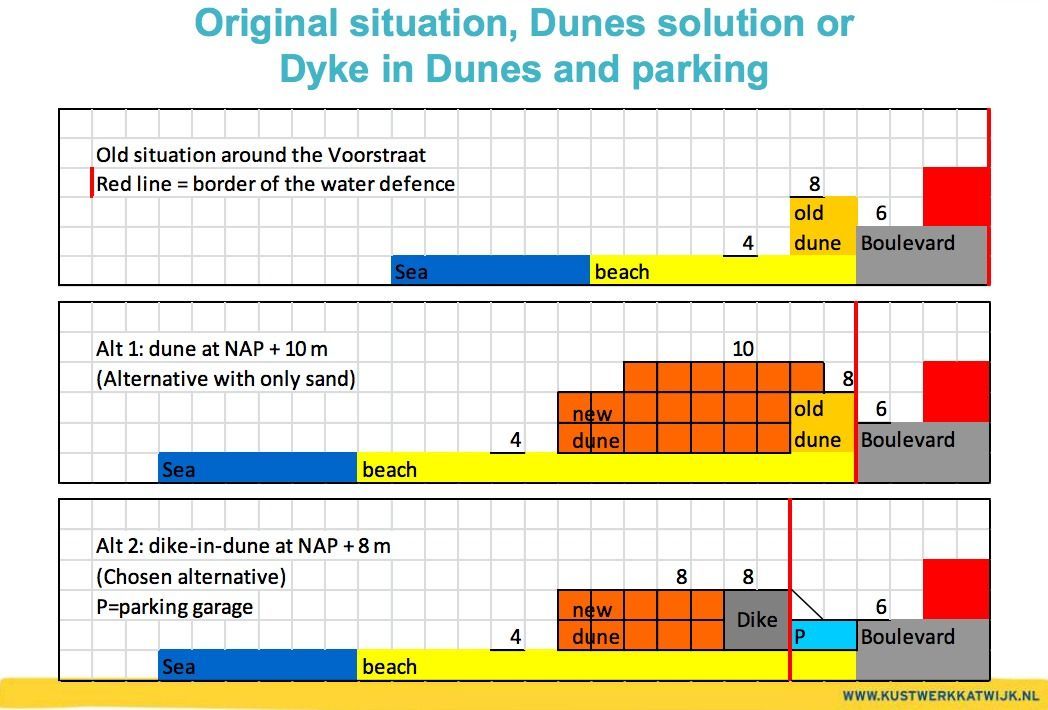 Original situation, Dunes solution or
Dyke in Dunes and parking
Old situation around the Voorstraat
Red line = border of the water defence
8
old
6
4
dune
Boulevard
Sea
beach
Alt 1: dune at NAP + 10 m
10
(Alternative with only sand)
8
new
old
6
4
dune
dune
Boulevard
Sea
beach
Alt 2: dike-in-dune at NAP + 8 m
(Chosen alternative)
8
8
P=parking garage
new
6
Dike
4
dune
P
Boulevard
Sea
beach
WWW.KUSTWERKKATWIJK.NL